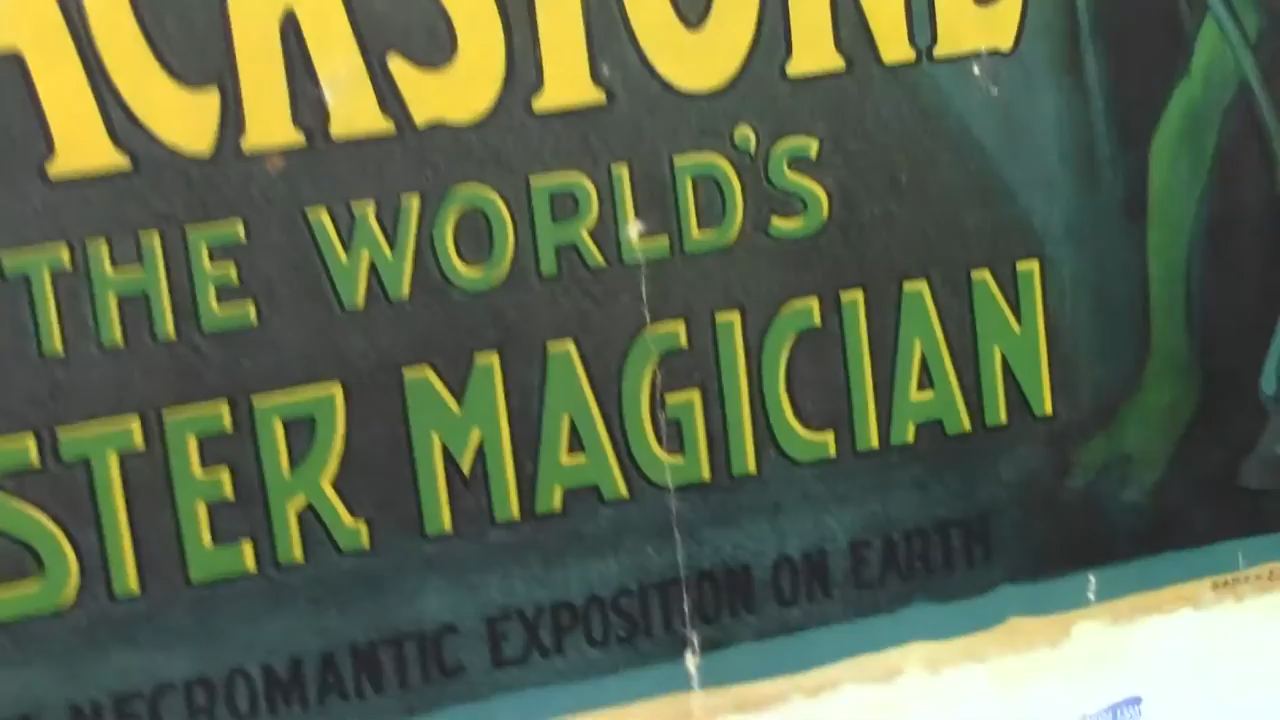 ACKSTONE
THE WORLD'S
STER MAGICIAN
NECROMANTIC EXPOSITION ON EARTH